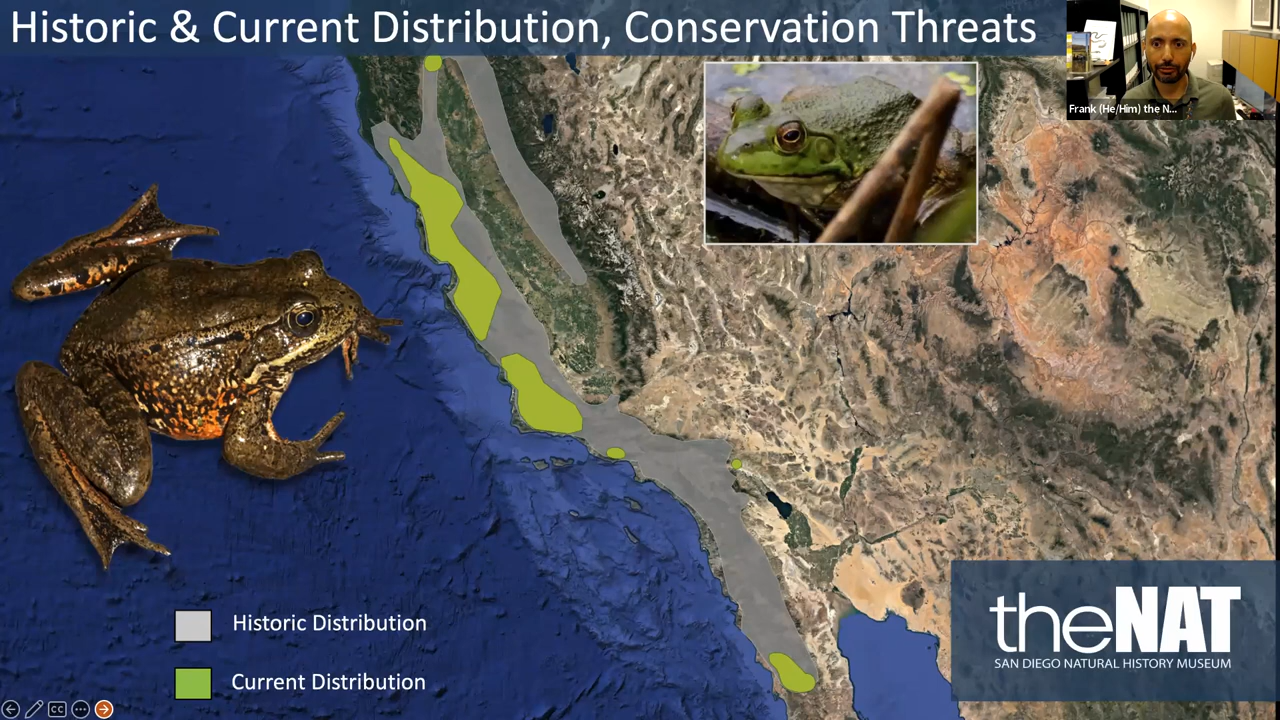 Historic & Current Distribution, Conservation Threats
Frank (He/Him) the N...
Historic Distribution
Current Distribution
theNAT
SAN DIEGO NATURAL HISTORY MUSEUM
CC